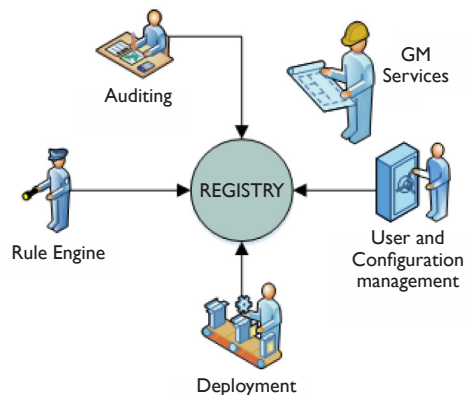 Auditing
GM
Services
REGISTRY
Rule Engine
User and
Configuration
management
Deployment